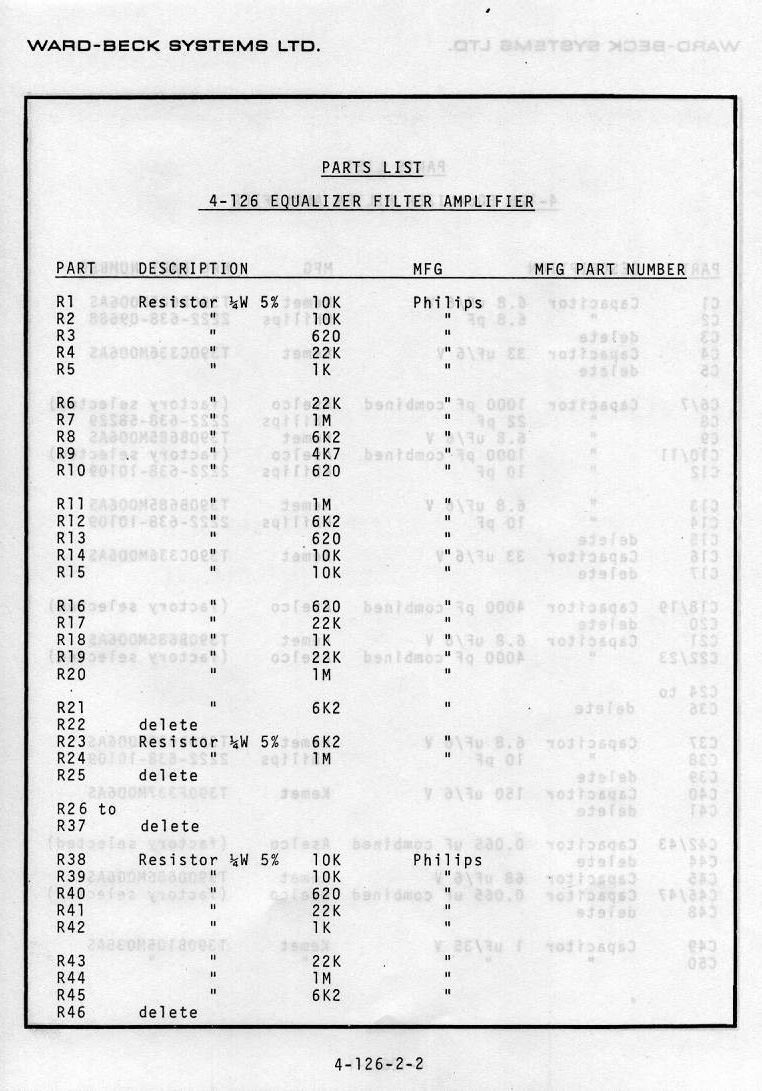 WARD-BECK SYSTEMS LTD.
PARTS LIST
4-126 EQUALIZER FILTER AMPLIFIER
PART DESCRIPTION MFG MFG PART NUMBER
R1 Resistor ¼W 5% 10K Philips
R2 " 10K "
R3 " 620 "
R4 " 22K "
R5 " 1K "
R6 " 22K "
R7 " 1M "
R8 " 6K2 "
R9 " 4K7 "
R10 " 620 "
R11 " 1M "
R12 " 6K2 "
R13 " 620 "
R14 " 10K "
R15 " 10K "
R16 " 620 "
R17 " 22K "
R18 " 1K "
R19 " 22K "
R20 " 1M "
R21 " 6K2 "
R22 delete
R23 Resistor ¼W 5% 6K2 "
R24 " 1M "
R25 delete
R26 to
R37 delete
R38 Resistor ¼W 5% 10K Philips
R39 " 10K "
R40 " 620 "
R41 " 22K "
R42 " 1K "
R43 " 22K "
R44 " 1M "
R45 " 6K2 "
R46 delete
4-126-2-2